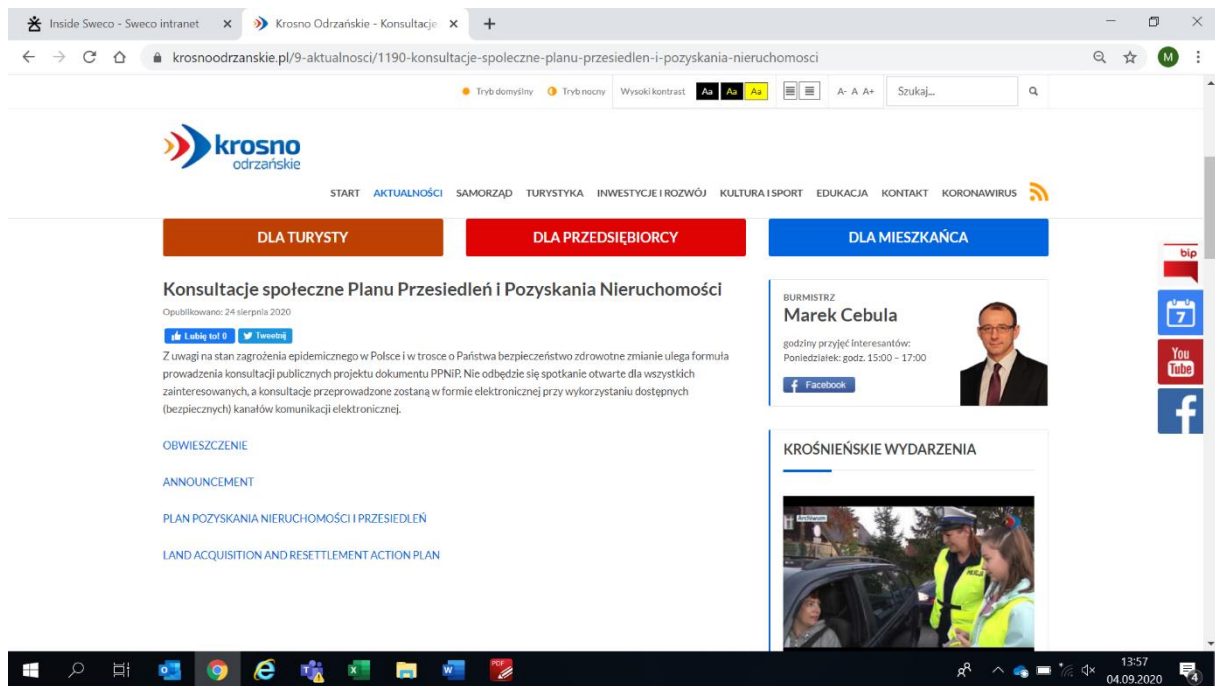 Inside Sweco - Sweco intranet
Krosno Odrzańskie - Konsultacje
krosnoodrzanskie.pl/9-aktualnosci/1190-konsultacje-spoleczne-planu-przesiedlen-i-pozyskania-nieruchomosci
M
Tryb domyślny Tryb nocny Wysoki kontrast Aa Aa Aa A- A A+ Szukaj...
krosno
odrzańskie
START AKTUALNOŚCI SAMORZĄD TURYSTYKA INWESTYCJE I ROZWÓJ KULTURA I SPORT EDUKACJA KONTAKT KORONAWIRUS
DLA TURYSTY DLA PRZEDSIĘBIORCY DLA MIESZKAŃCA
bip
7
You
Tube
Konsultacje społeczne Planu Przesiedleń i Pozyskania Nieruchomości
Opublikowano: 24 sierpnia 2020
Lubię to! 0 Tweetnij
Z uwagi na stan zagrożenia epidemicznego w Polsce i w trosce o Państwa bezpieczeństwo zdrowotne zmianie ulega formuła
prowadzenia konsultacji publicznych projektu dokumentu PPNiP. Nie odbędzie się spotkanie otwarte dla wszystkich
zainteresowanych, a konsultacje przeprowadzone zostaną w formie elektronicznej przy wykorzystaniu dostępnych
(bezpiecznych) kanałów komunikacji elektronicznej.
OBWIESZCZENIE
ANNOUNCEMENT
PLAN POZYSKANIA NIERUCHOMOŚCI I PRZESIEDLEŃ
LAND ACQUISITION AND RESETTLEMENT ACTION PLAN
BURMISTRZ
Marek Cebula
godziny przyjęć interesantów:
Poniedziałek: godz. 15:00 – 17:00
Facebook
KROŚNIEŃSKIE WYDARZENIA
Archiwum
POLICJA
PDF
13:57
04.09.2020
4